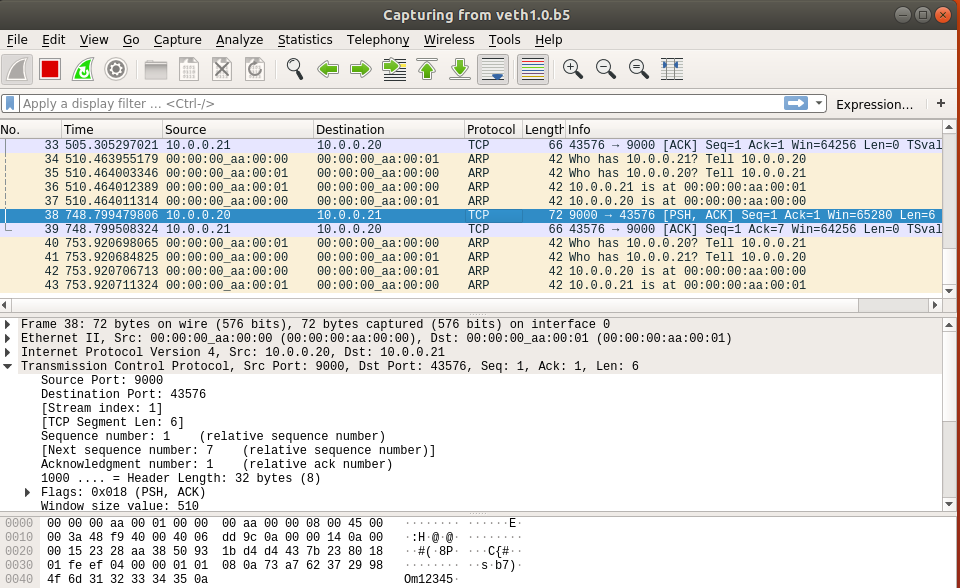 Capturing from veth1.0.b5
File Edit View Go Capture Analyze Statistics Telephony Wireless Tools Help
Apply a display filter ... <Ctrl-/> Expression... +
No. Time Source Destination Protocol Length Info
33 505.305297021 10.0.0.21 10.0.0.20 TCP 66 43576 → 9000 [ACK] Seq=1 Ack=1 Win=64256 Len=0 TSval
34 510.463955179 00:00:00_aa:00:00 00:00:00_aa:00:01 ARP 42 Who has 10.0.0.21? Tell 10.0.0.20
35 510.464003346 00:00:00_aa:00:01 00:00:00_aa:00:00 ARP 42 Who has 10.0.0.20? Tell 10.0.0.21
36 510.464012389 00:00:00_aa:00:01 00:00:00_aa:00:00 ARP 42 10.0.0.21 is at 00:00:00:aa:00:01
37 510.464011314 00:00:00_aa:00:00 00:00:00_aa:00:01 ARP 42 10.0.0.20 is at 00:00:00:aa:00:00
38 748.799479806 10.0.0.20 10.0.0.21 TCP 72 9000 → 43576 [PSH, ACK] Seq=1 Ack=1 Win=65280 Len=6
39 748.799508324 10.0.0.21 10.0.0.20 TCP 66 43576 → 9000 [ACK] Seq=1 Ack=7 Win=64256 Len=0 TSval
40 753.920698065 00:00:00_aa:00:01 00:00:00_aa:00:00 ARP 42 Who has 10.0.0.20? Tell 10.0.0.21
41 753.920684825 00:00:00_aa:00:00 00:00:00_aa:00:01 ARP 42 Who has 10.0.0.21? Tell 10.0.0.20
42 753.920706713 00:00:00_aa:00:00 00:00:00_aa:00:01 ARP 42 10.0.0.20 is at 00:00:00:aa:00:00
43 753.920711324 00:00:00_aa:00:01 00:00:00_aa:00:00 ARP 42 10.0.0.21 is at 00:00:00:aa:00:01
Frame 38: 72 bytes on wire (576 bits), 72 bytes captured (576 bits) on interface 0
Ethernet II, Src: 00:00:00_aa:00:00 (00:00:00:aa:00:00), Dst: 00:00:00_aa:00:01 (00:00:00:aa:00:01)
Internet Protocol Version 4, Src: 10.0.0.20, Dst: 10.0.0.21
Transmission Control Protocol, Src Port: 9000, Dst Port: 43576, Seq: 1, Ack: 1, Len: 6
Source Port: 9000
Destination Port: 43576
[Stream index: 1]
[TCP Segment Len: 6]
Sequence number: 1 (relative sequence number)
[Next sequence number: 7 (relative sequence number)]
Acknowledgment number: 1 (relative ack number)
1000 .... = Header Length: 32 bytes (8)
Flags: 0x018 (PSH, ACK)
Window size value: 510
0000 00 00 00 aa 00 01 00 00 00 aa 00 00 08 00 45 00 ········ ······E·
0010 00 3a 48 f9 40 00 40 06 dd 9c 0a 00 00 14 0a 00 ·:H·@·@· ········
0020 00 15 23 28 aa 38 50 93 1b d4 d4 43 7b 23 80 18 ··#(·8P· ···C{#··
0030 01 fe ef 04 00 00 01 01 08 0a 73 a7 62 37 29 98 ········ ··s·b7)·
0040 4f 6d 31 32 33 34 35 0a Om12345·